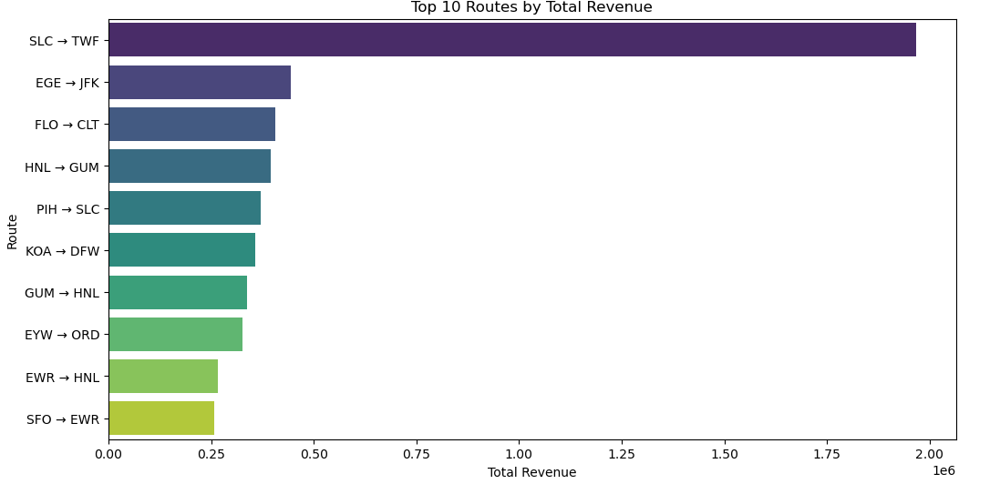 Top 10 Routes by Total Revenue
Route
SLC → TWF
EGE → JFK
FLO → CLT
HNL → GUM
PIH → SLC
KOA → DFW
GUM → HNL
EYW → ORD
EWR → HNL
SFO → EWR
0.00 0.25 0.50 0.75 1.00 1.25 1.50 1.75 2.00
1e6
Total Revenue